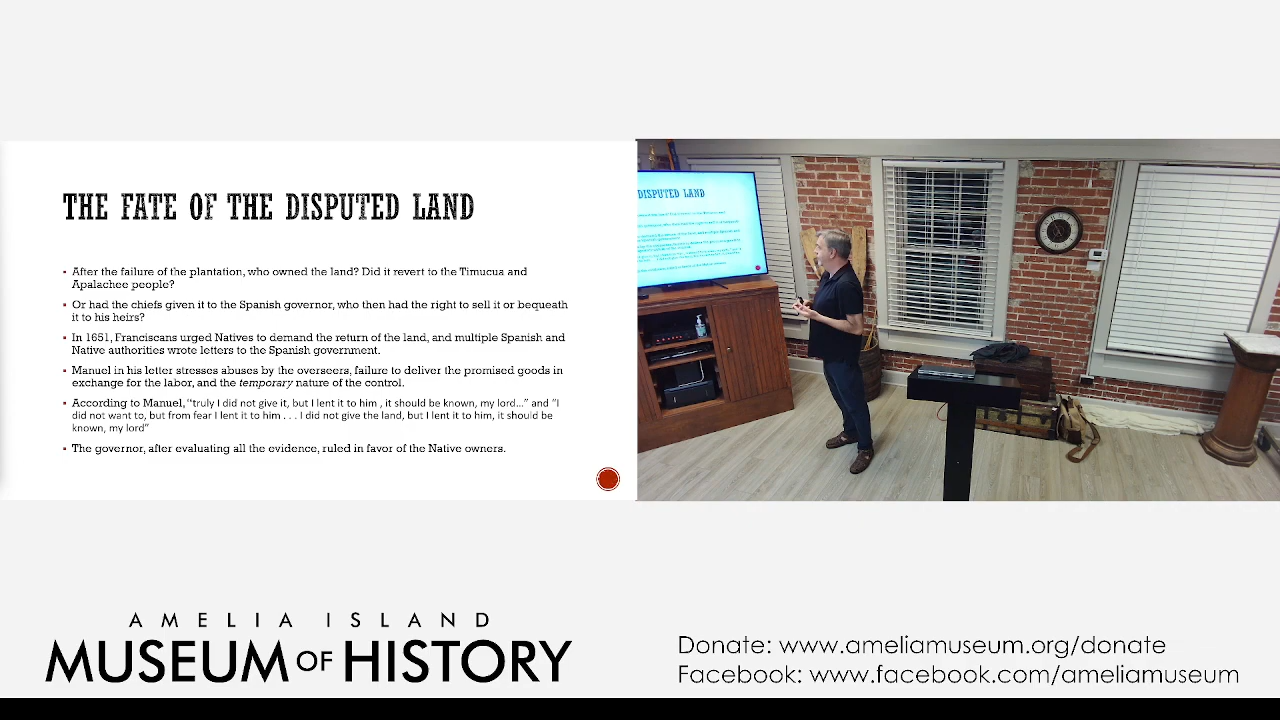 THE FATE OF THE DISPUTED LAND
After the failure of the plantation, who owned the land? Did it revert to the Timucua and
Apalachee people?
Or had the chiefs given it to the Spanish governor, who then had the right to sell it or bequeath
it to his heirs?
In 1651, Franciscans urged Natives to demand the return of the land, and multiple Spanish and
Native authorities wrote letters to the Spanish government.
Manuel in his letter stresses abuses by the overseers, failure to deliver the promised goods in
exchange for the labor, and the temporary nature of the control.
According to Manuel, "truly I did not give it, but I lent it to him , it should be known, my lord..." and "I
did not want to, but from fear I lent it to him . . . I did not give the land, but I lent it to him, it should be
known, my lord"
The governor, after evaluating all the evidence, ruled in favor of the Native owners.
DISPUTED LAND
AMELIA ISLAND
MUSEUM OF HISTORY
Donate: www.ameliamuseum.org/donate
Facebook: www.facebook.com/ameliamuseum